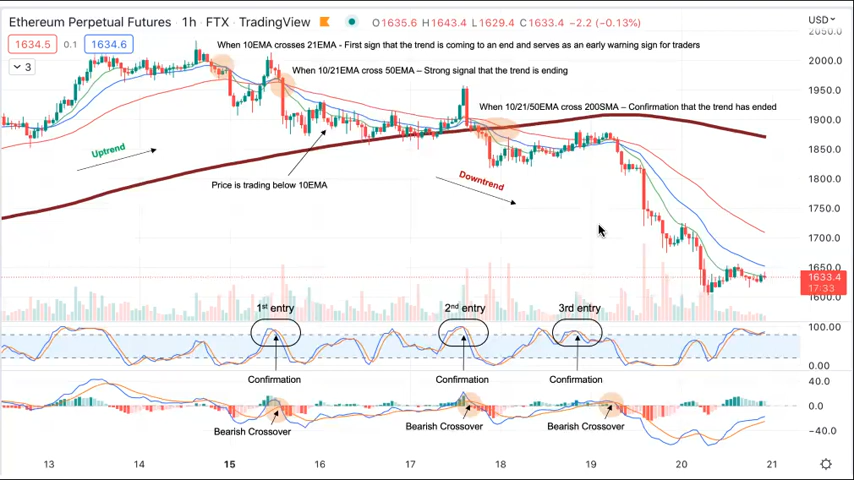 Ethereum Perpetual Futures · 1h · FTX · TradingView O1635.6 H1643.4 L1629.4 C1633.4 −2.2 (−0.13%) USD
1634.5 0.1 1634.6
When 10EMA crosses 21EMA - First sign that the trend is coming to an end and serves as an early warning sign for traders
3
2000.0
When 10/21EMA cross 50EMA – Strong signal that the trend is ending
1950.0
When 10/21/50EMA cross 200SMA – Confirmation that the trend has ended
1900.0
1850.0
Uptrend
Price is trading below 10EMA
Downtrend
1800.0
1750.0
1700.0
1650.0
1633.4
17:33
1600.0
1st entry
2nd entry
3rd entry
100.00
0.00
Confirmation
Confirmation
Confirmation
40.0
0.0
−40.0
Bearish Crossover
Bearish Crossover
Bearish Crossover
13 14 15 16 17 18 19 20 21